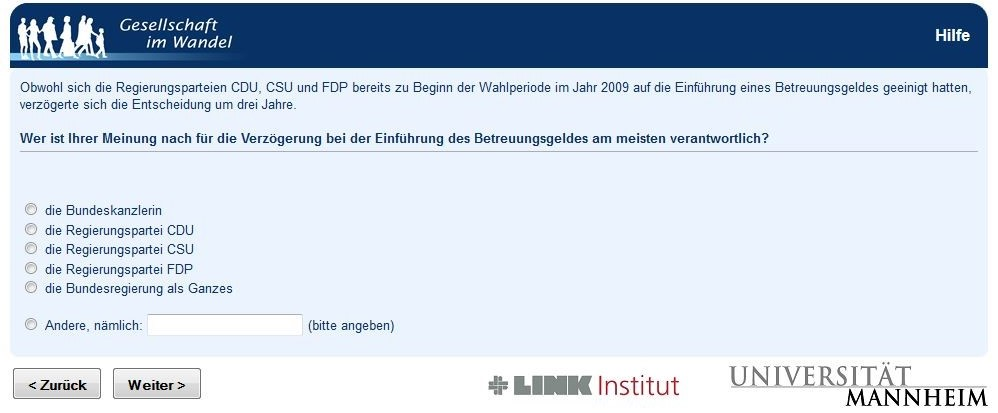 Gesellschaft
im Wandel
Hilfe
Obwohl sich die Regierungsparteien CDU, CSU und FDP bereits zu Beginn der Wahlperiode im Jahr 2009 auf die Einführung eines Betreuungsgeldes geeinigt hatten,
verzögerte sich die Entscheidung um drei Jahre.
Wer ist Ihrer Meinung nach für die Verzögerung bei der Einführung des Betreuungsgeldes am meisten verantwortlich?
die Bundeskanzlerin
die Regierungspartei CDU
die Regierungspartei CSU
die Regierungspartei FDP
die Bundesregierung als Ganzes
Andere, nämlich: (bitte angeben)
< Zurück Weiter >
LINK Institut
UNIVERSITÄT
MANNHEIM